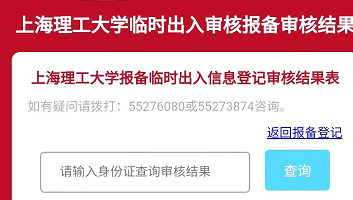 上海理工大学临时出入审核报备审核结果
上海理工大学报备临时出入信息登记审核结果表
如有疑问请拨打：55276080或55273874咨询。
返回报备登记
请输入身份证查询审核结果
查询